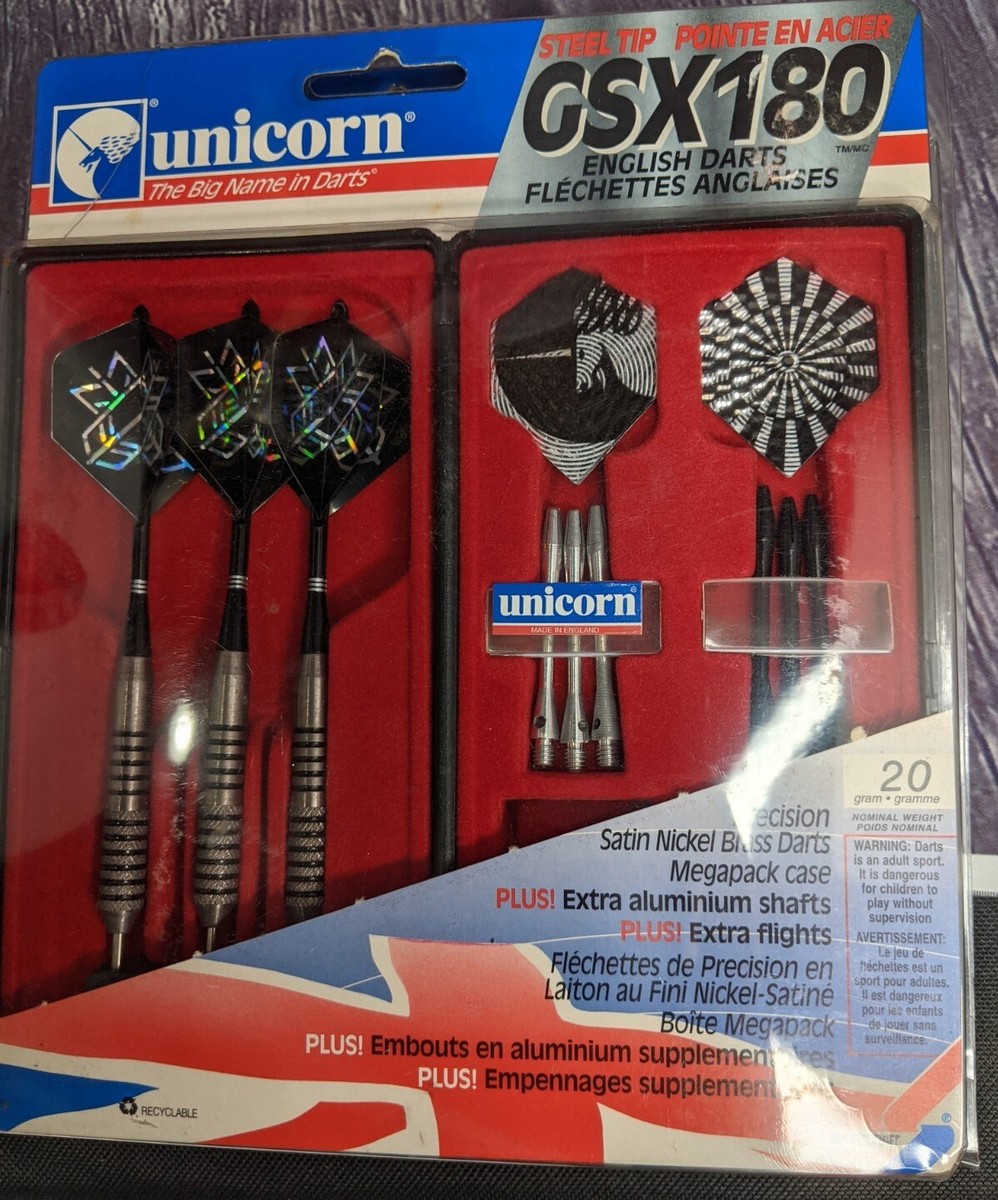 STEEL TIP POINTE EN ACIER
GSX180
TM/MC
ENGLISH DARTS
FLÉCHETTES ANGLAISES
unicorn®
The Big Name in Darts®
unicorn®
MADE IN ENGLAND
20
gram • gramme
NOMINAL WEIGHT
POIDS NOMINAL
Satin Nickel Brass Darts
Megapack case
PLUS! Extra aluminium shafts
PLUS! Extra flights
Fléchettes de Precision en
Laiton au Fini Nickel-Satiné
Boîte Megapack
PLUS! Embouts en aluminium supplementaires
PLUS! Empennages
WARNING: Darts
is an adult sport.
It is dangerous
for children to
play without
supervision
AVERTISSEMENT:
Le jeu de
fléchettes est un
sport pour adultes.
Il est dangereux
pour les enfants
de jouer sans
surveillance.
RECYCLABLE